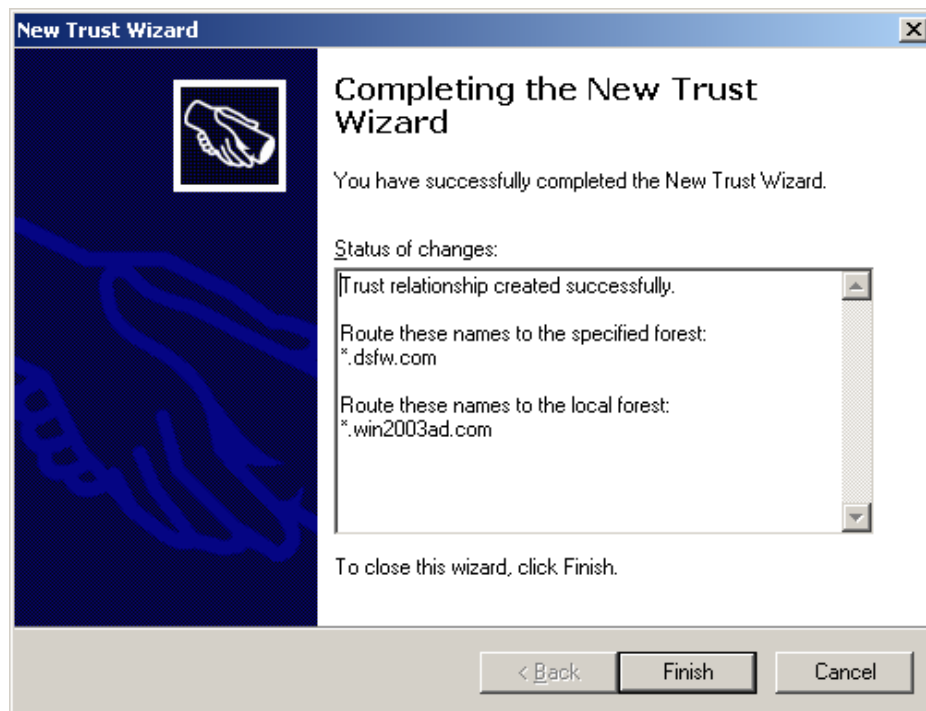 New Trust Wizard
Completing the New Trust
Wizard
You have successfully completed the New Trust Wizard.
Status of changes:
Trust relationship created successfully.
Route these names to the specified forest:
*.dsfw.com
Route these names to the local forest:
*.win2003ad.com
To close this wizard, click Finish.
< Back
Finish
Cancel